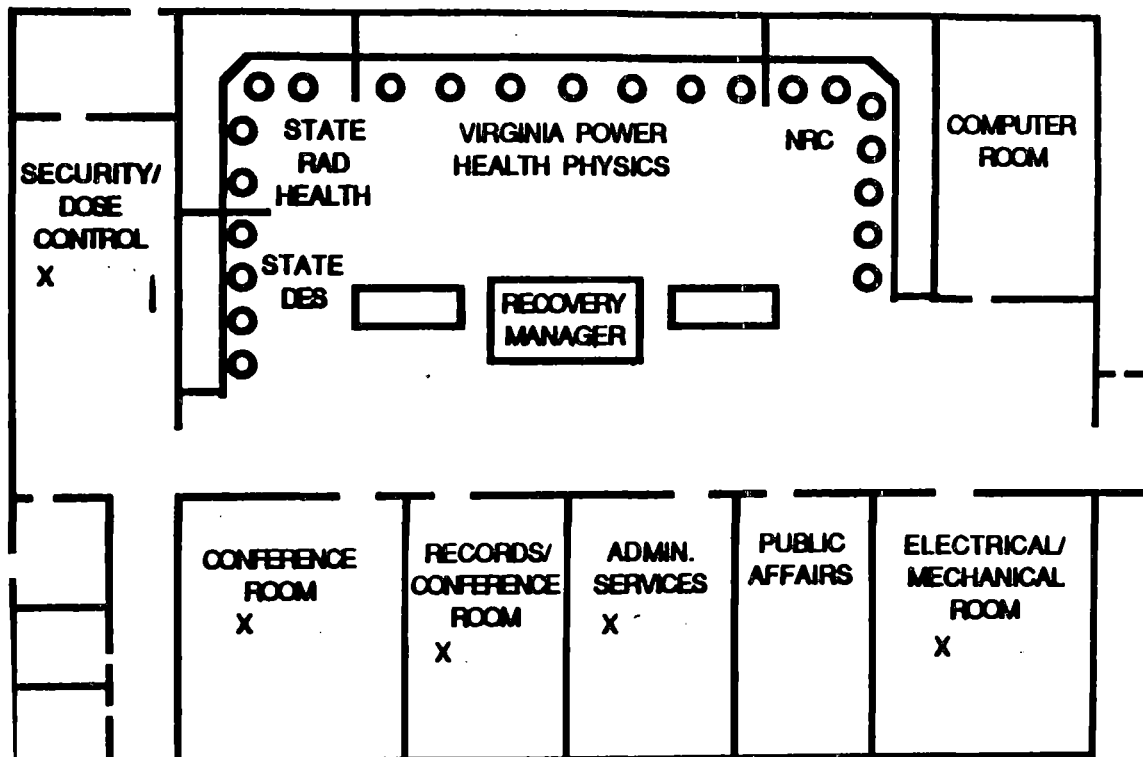 STATE
RAD
HEALTH
VIRGINIA POWER
HEALTH PHYSICS
NRC
COMPUTER
ROOM
SECURITY/
DOSE
CONTROL
X
STATE
DES
RECOVERY
MANAGER
CONFERENCE
ROOM
X
RECORDS/
CONFERENCE
ROOM
X
ADMIN.
SERVICES
X
PUBLIC
AFFAIRS
ELECTRICAL/
MECHANICAL
ROOM
X